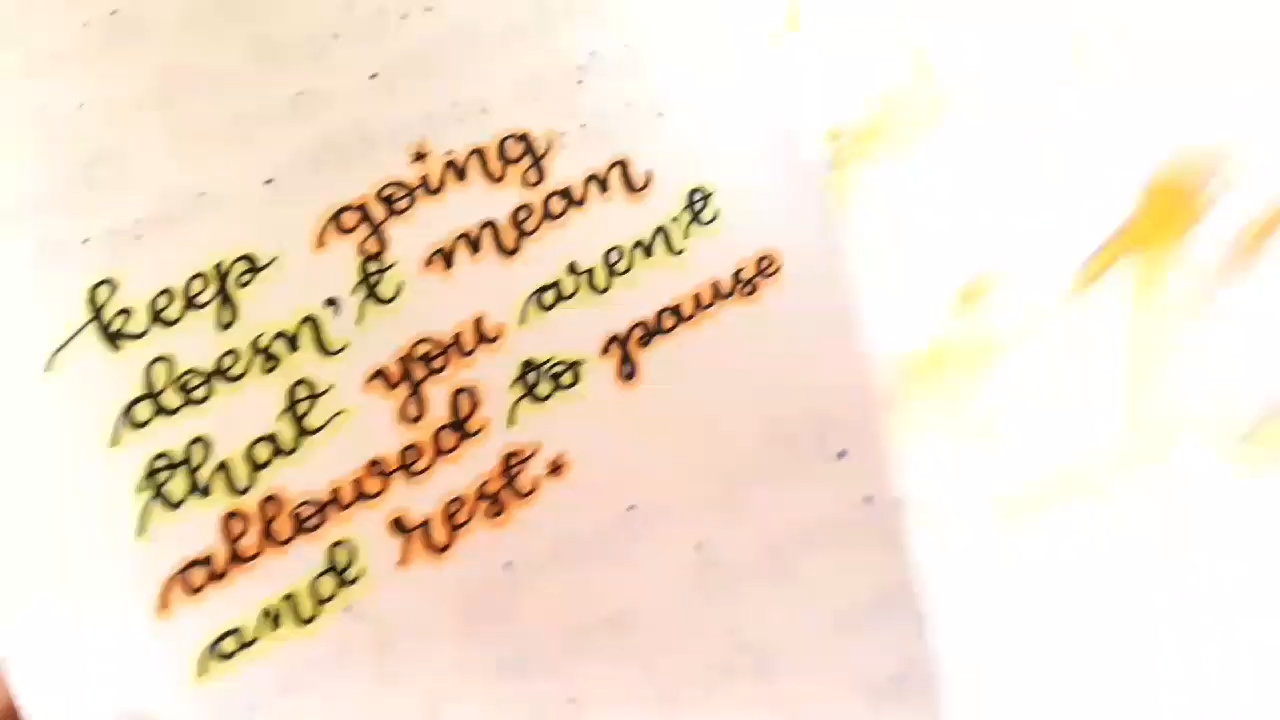 keep going
doesn't mean
that you aren't
allowed to pause
and rest.